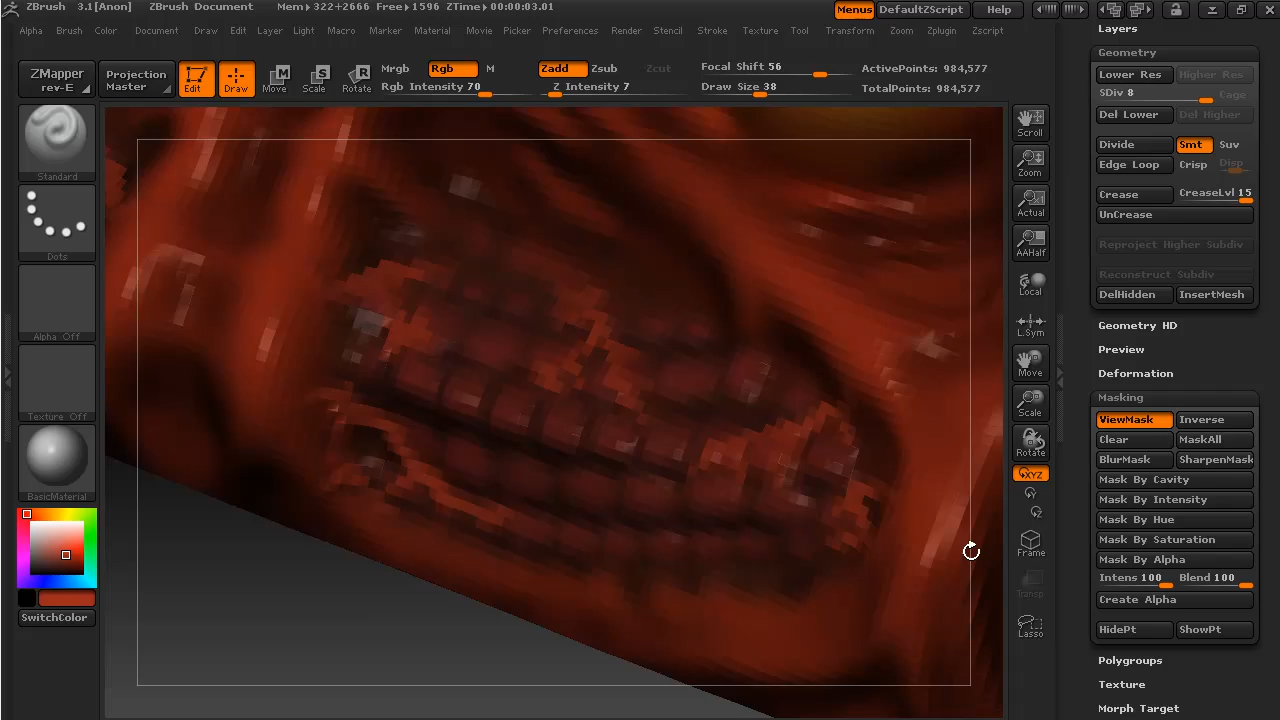 ZBrush 3.1[Anon] ZBrush Document Mem▸322+2666 Free▸1596 ZTime▸00:00:03.01 Menus DefaultZScript Help
Alpha Brush Color Document Draw Edit Layer Light Macro Marker Material Movie Picker Preferences Render Stencil Stroke Texture Tool Transform Zoom Zplugin Zscript
ZMapper rev-E
Projection Master
Edit Draw Move Scale Rotate
Mrgb Rgb M Zadd Zsub Zcut Focal Shift 56 ActivePoints: 984,577
Rgb Intensity 70 Z Intensity 7 Draw Size 38 TotalPoints: 984,577
Standard
Dots
Alpha Off
Texture Off
BasicMaterial
SwitchColor
Scroll
Zoom
Actual
AAHalf
Local
L.Sym
Move
Scale
Rotate
XYZ
Y
Z
Frame
Transp
Lasso
Layers
Geometry
Lower Res Higher Res
SDiv 8 Cage
Del Lower Del Higher
Divide Smt Suv
Edge Loop Crisp Disp
Crease CreaseLvl 15
UnCrease
Reproject Higher Subdiv
Reconstruct Subdiv
DelHidden InsertMesh
Geometry HD
Preview
Deformation
Masking
ViewMask Inverse
Clear MaskAll
BlurMask SharpenMask
Mask By Cavity
Mask By Intensity
Mask By Hue
Mask By Saturation
Mask By Alpha
Intens 100 Blend 100
Create Alpha
HidePt ShowPt
Polygroups
Texture
Morph Target